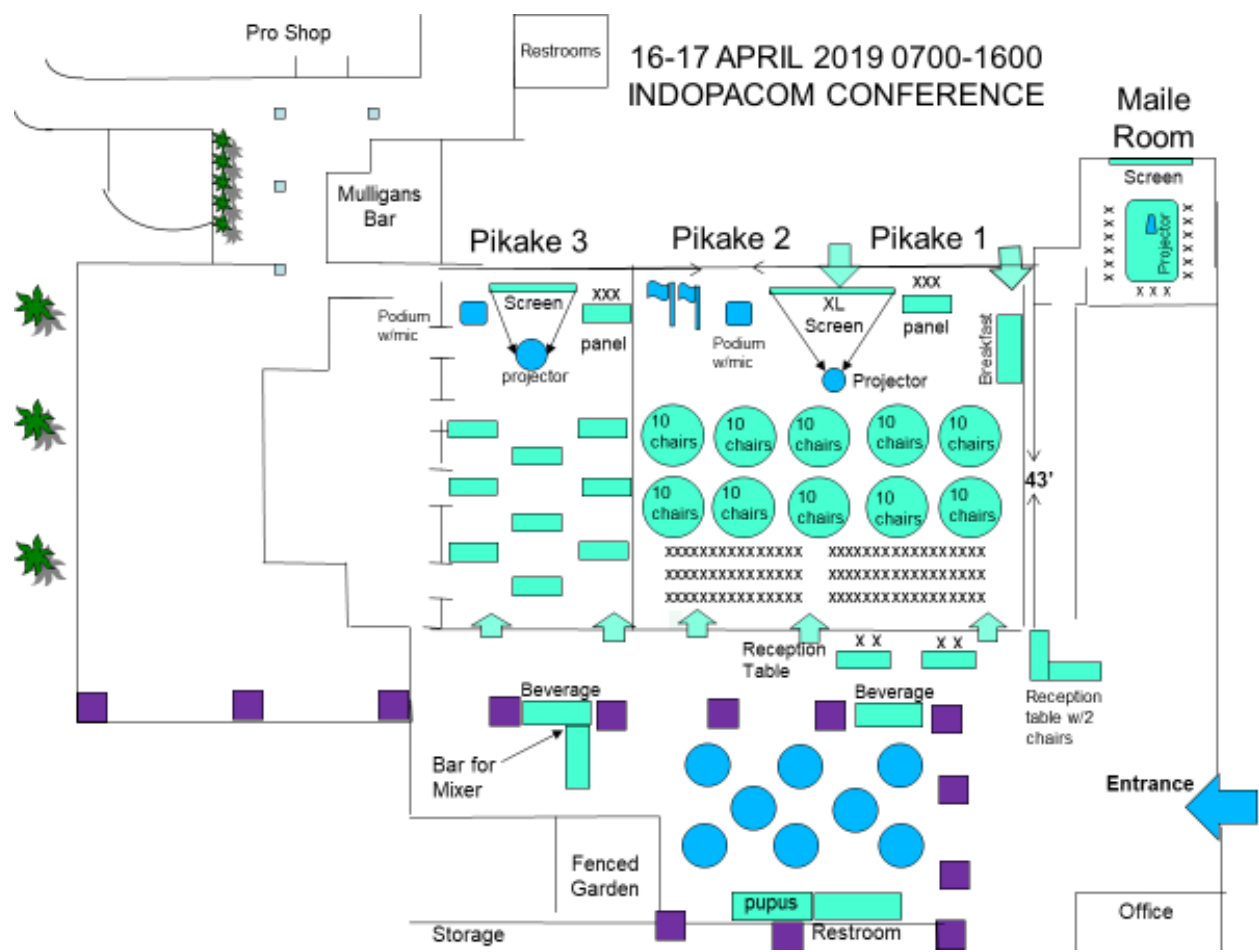 Pro Shop
Restrooms
16-17 APRIL 2019 0700-1600
INDOPACOM CONFERENCE
Maile
Room
Screen
Projector
X X X X X X
X X X X X X
X X X
Mulligans
Bar
Pikake 3
Pikake 2
Pikake 1
Podium
w/mic
Screen
XXX
panel
projector
Podium
w/mic
XL
Screen
XXX
panel
Projector
Breakfast
10
chairs
10
chairs
10
chairs
10
chairs
10
chairs
10
chairs
10
chairs
10
chairs
10
chairs
10
chairs
43'
XXXXXXXXXXXXXXX
XXXXXXXXXXXXXXXXX
XXXXXXXXXXXXXXX
XXXXXXXXXXXXXXXXX
XXXXXXXXXXXXXXX
XXXXXXXXXXXXXXXXX
Reception
Table
X X
X X
Reception
table w/2
chairs
Beverage
Beverage
Bar for
Mixer
Entrance
Fenced
Garden
pupus
Storage
Restroom
Office